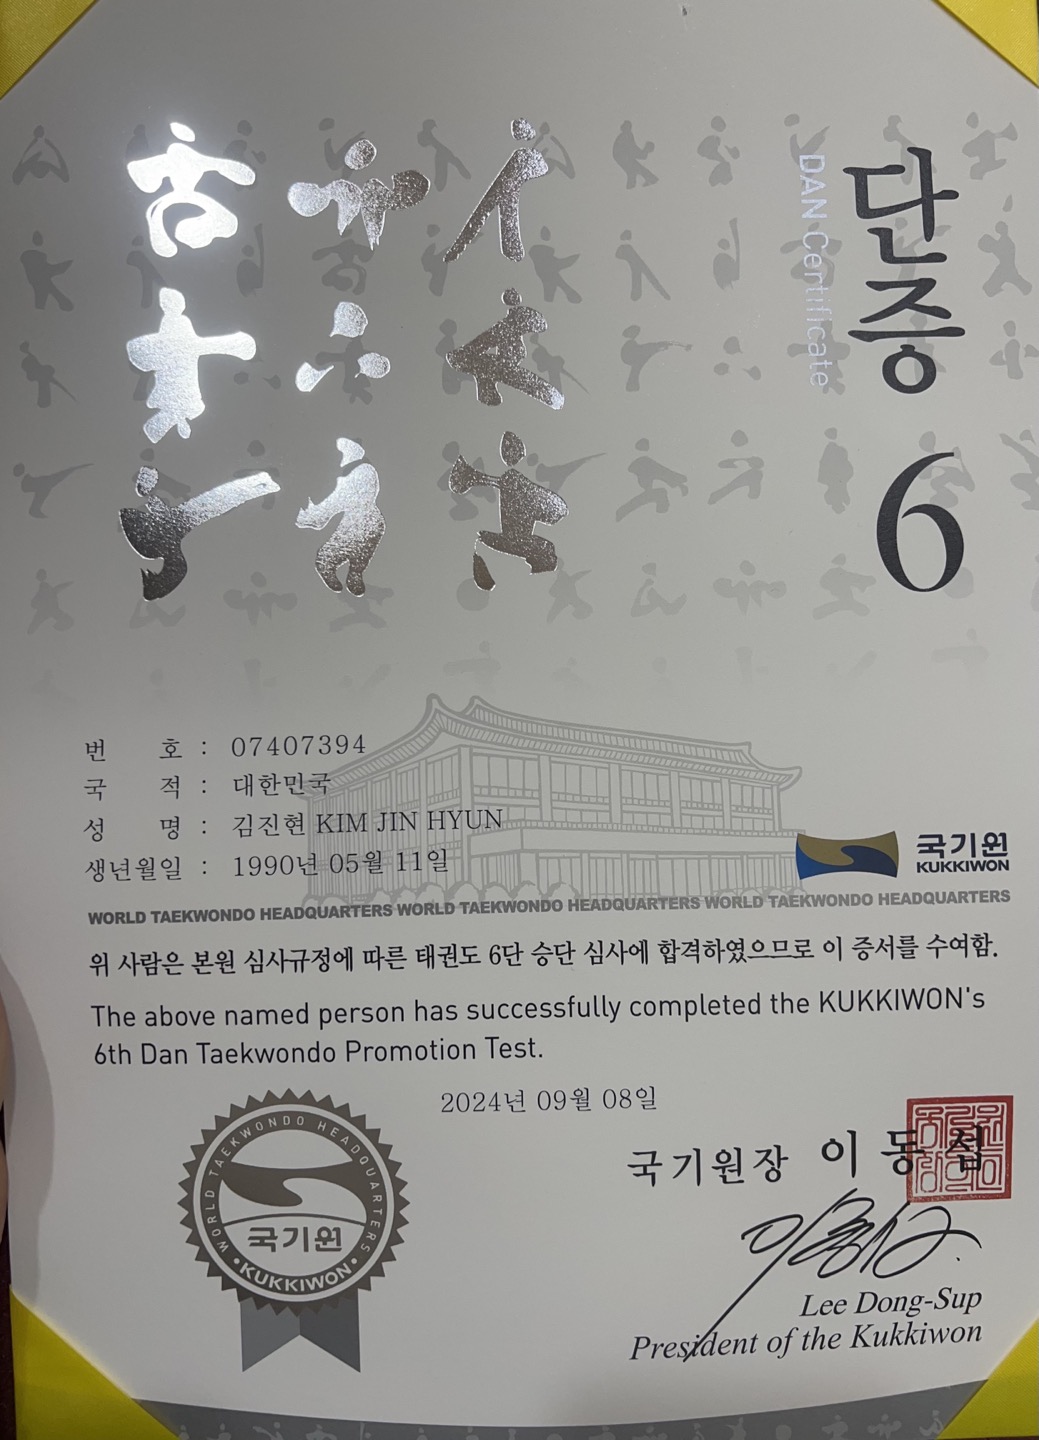 단증
DAN Certificate
6
번 호 : 07407394
국 적 : 대한민국
성 명 : 김진현 KIM JIN HYUN
생년월일 : 1990년 05월 11일
국기원
KUKKIWON
WORLD TAEKWONDO HEADQUARTERS WORLD TAEKWONDO HEADQUARTERS WORLD TAEKWONDO HEADQUARTERS
위 사람은 본원 심사규정에 따른 태권도 6단 승단 심사에 합격하였으므로 이 증서를 수여함.
The above named person has successfully completed the KUKKIWON's
6th Dan Taekwondo Promotion Test.
2024년 09월 08일
WORLD TAEKWONDO HEADQUARTERS
국기원
KUKKIWON
국기원장 이동섭
Lee Dong-Sup
President of the Kukkiwon